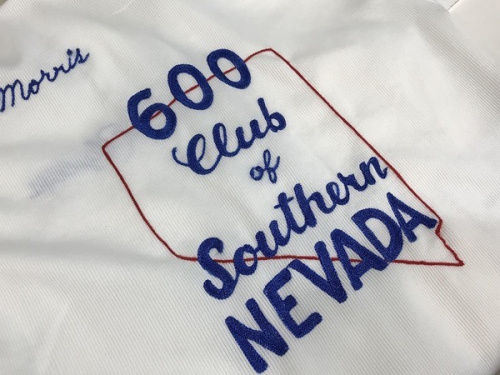 Morris
600
Club
of
Southern
NEVADA